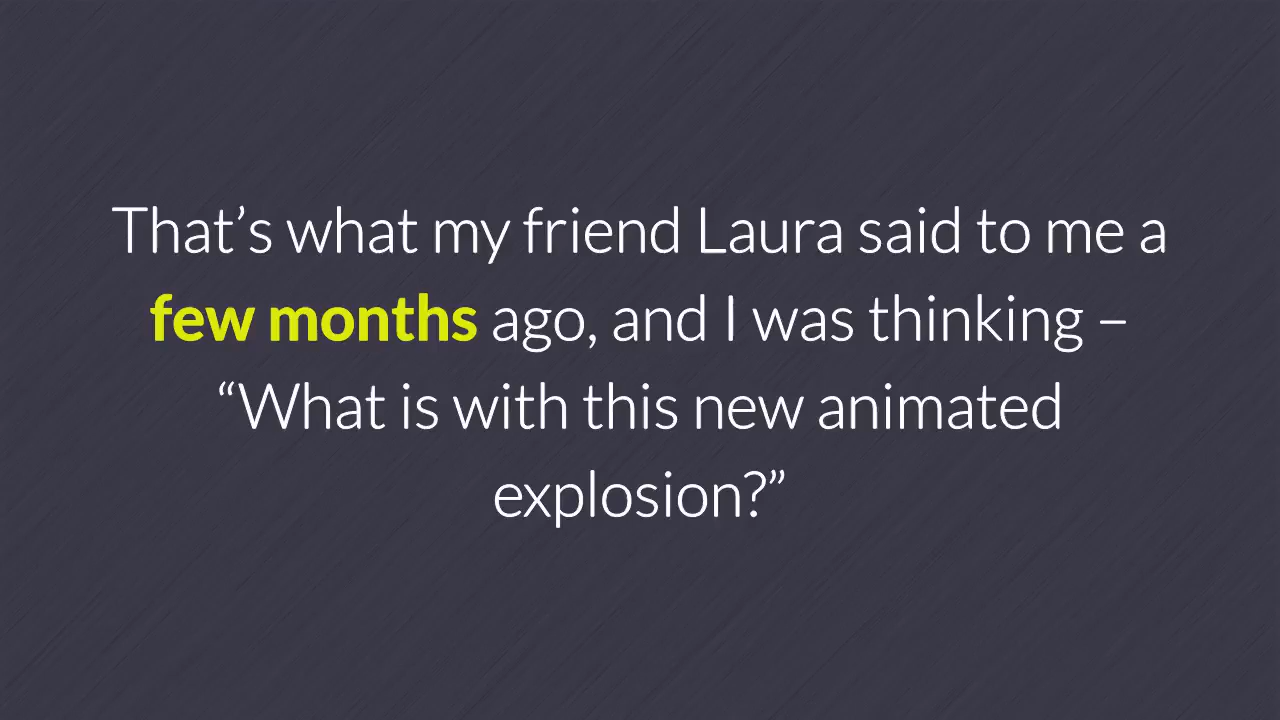 That’s what my friend Laura said to me a
few months ago, and I was thinking –
“What is with this new animated
explosion?”